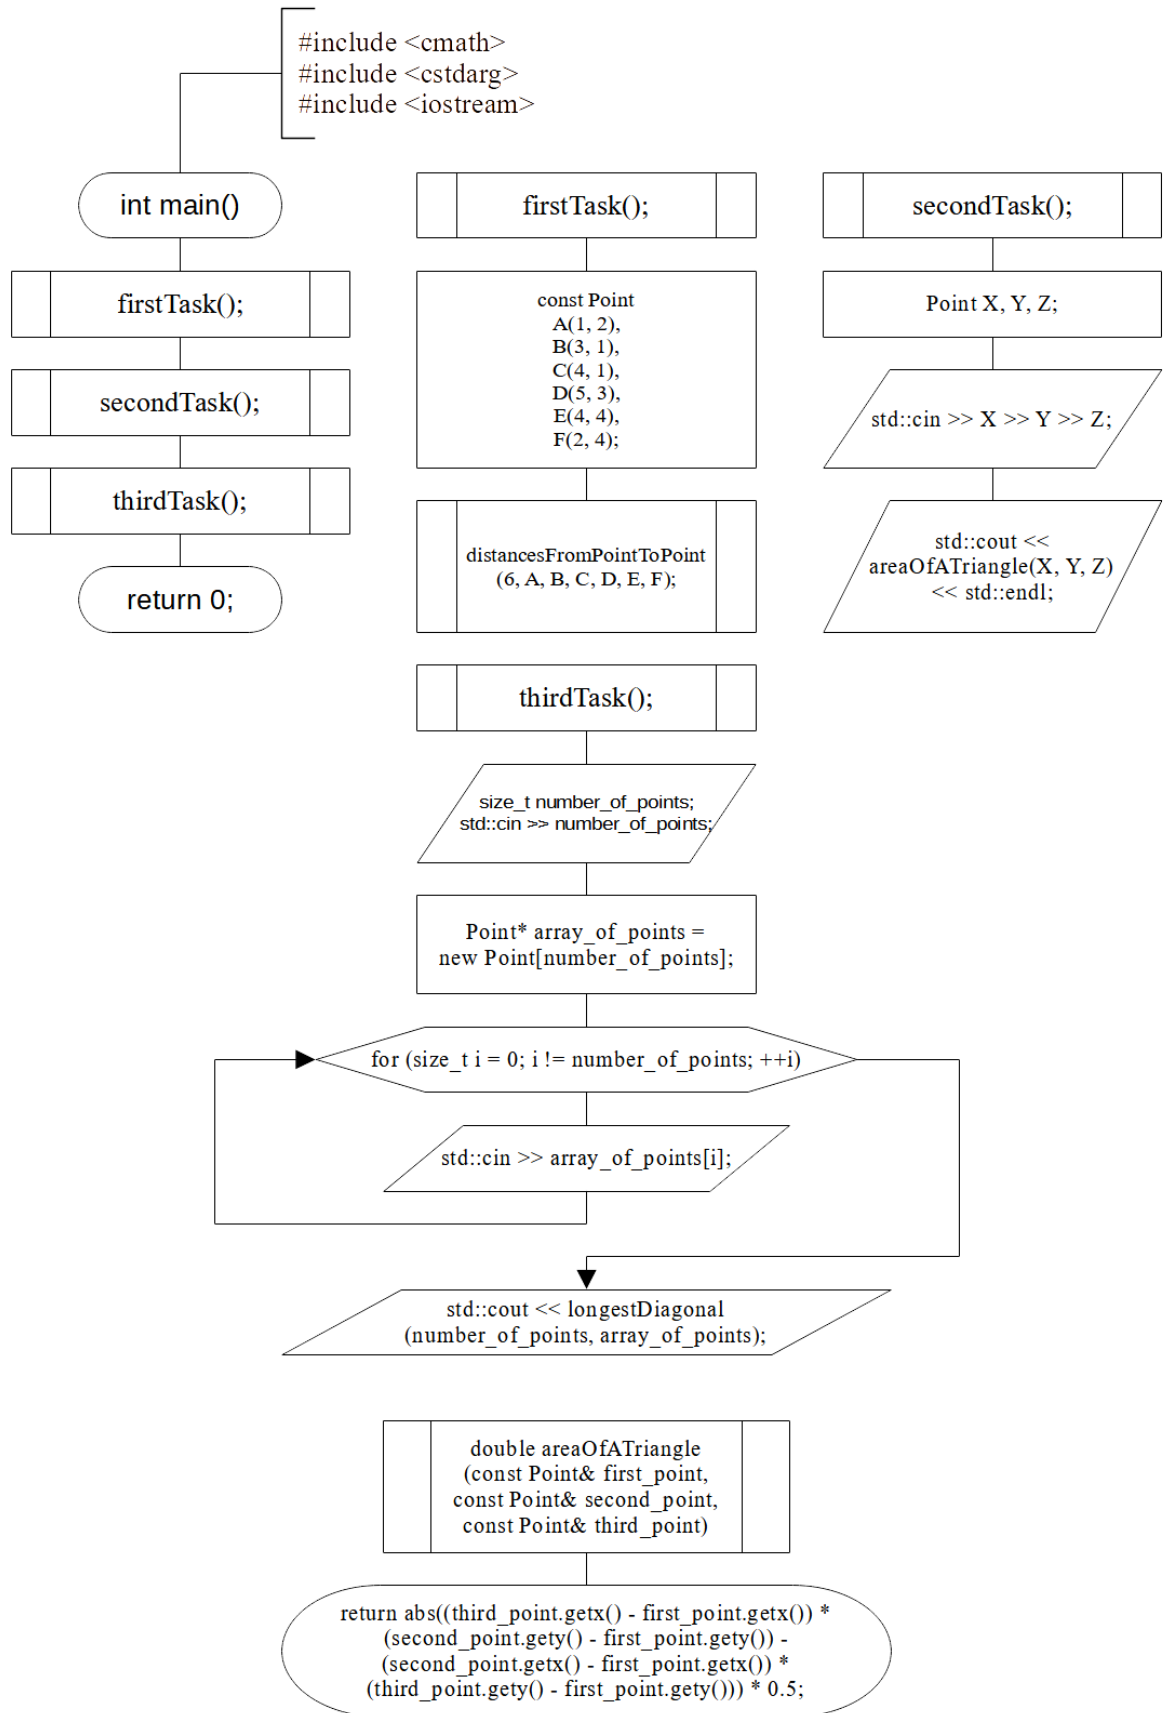 #include <cmath>
#include <cstdarg>
#include <iostream>
int main()
firstTask();
secondTask();
thirdTask();
return 0;
firstTask();
const Point
A(1, 2),
B(3, 1),
C(4, 1),
D(5, 3),
E(4, 4),
F(2, 4);
distancesFromPointToPoint
(6, A, B, C, D, E, F);
secondTask();
Point X, Y, Z;
std::cin >> X >> Y >> Z;
std::cout <<
areaOfATriangle(X, Y, Z)
<< std::endl;
thirdTask();
size_t number_of_points;
std::cin >> number_of_points;
Point* array_of_points =
new Point[number_of_points];
for (size_t i = 0; i != number_of_points; ++i)
std::cin >> array_of_points[i];
std::cout << longestDiagonal
(number_of_points, array_of_points);
double areaOfATriangle
(const Point& first_point,
const Point& second_point,
const Point& third_point)
return abs((third_point.getx() - first_point.getx()) *
(second_point.gety() - first_point.gety()) -
(second_point.getx() - first_point.getx()) *
(third_point.gety() - first_point.gety())) * 0.5;